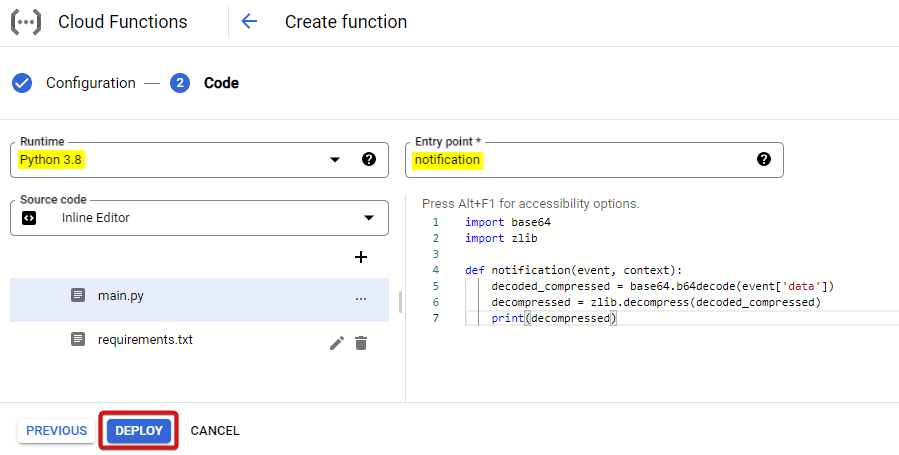 Cloud Functions
Create function
Configuration
2
Code
Runtime
Python 3.8
Entry point *
notification
Source code
Inline Editor
main.py
requirements.txt
Press Alt+F1 for accessibility options.
1 import base64
2 import zlib
3
4 def notification(event, context):
5 decoded_compressed = base64.b64decode(event['data'])
6 decompressed = zlib.decompress(decoded_compressed)
7 print(decompressed)
PREVIOUS
DEPLOY
CANCEL